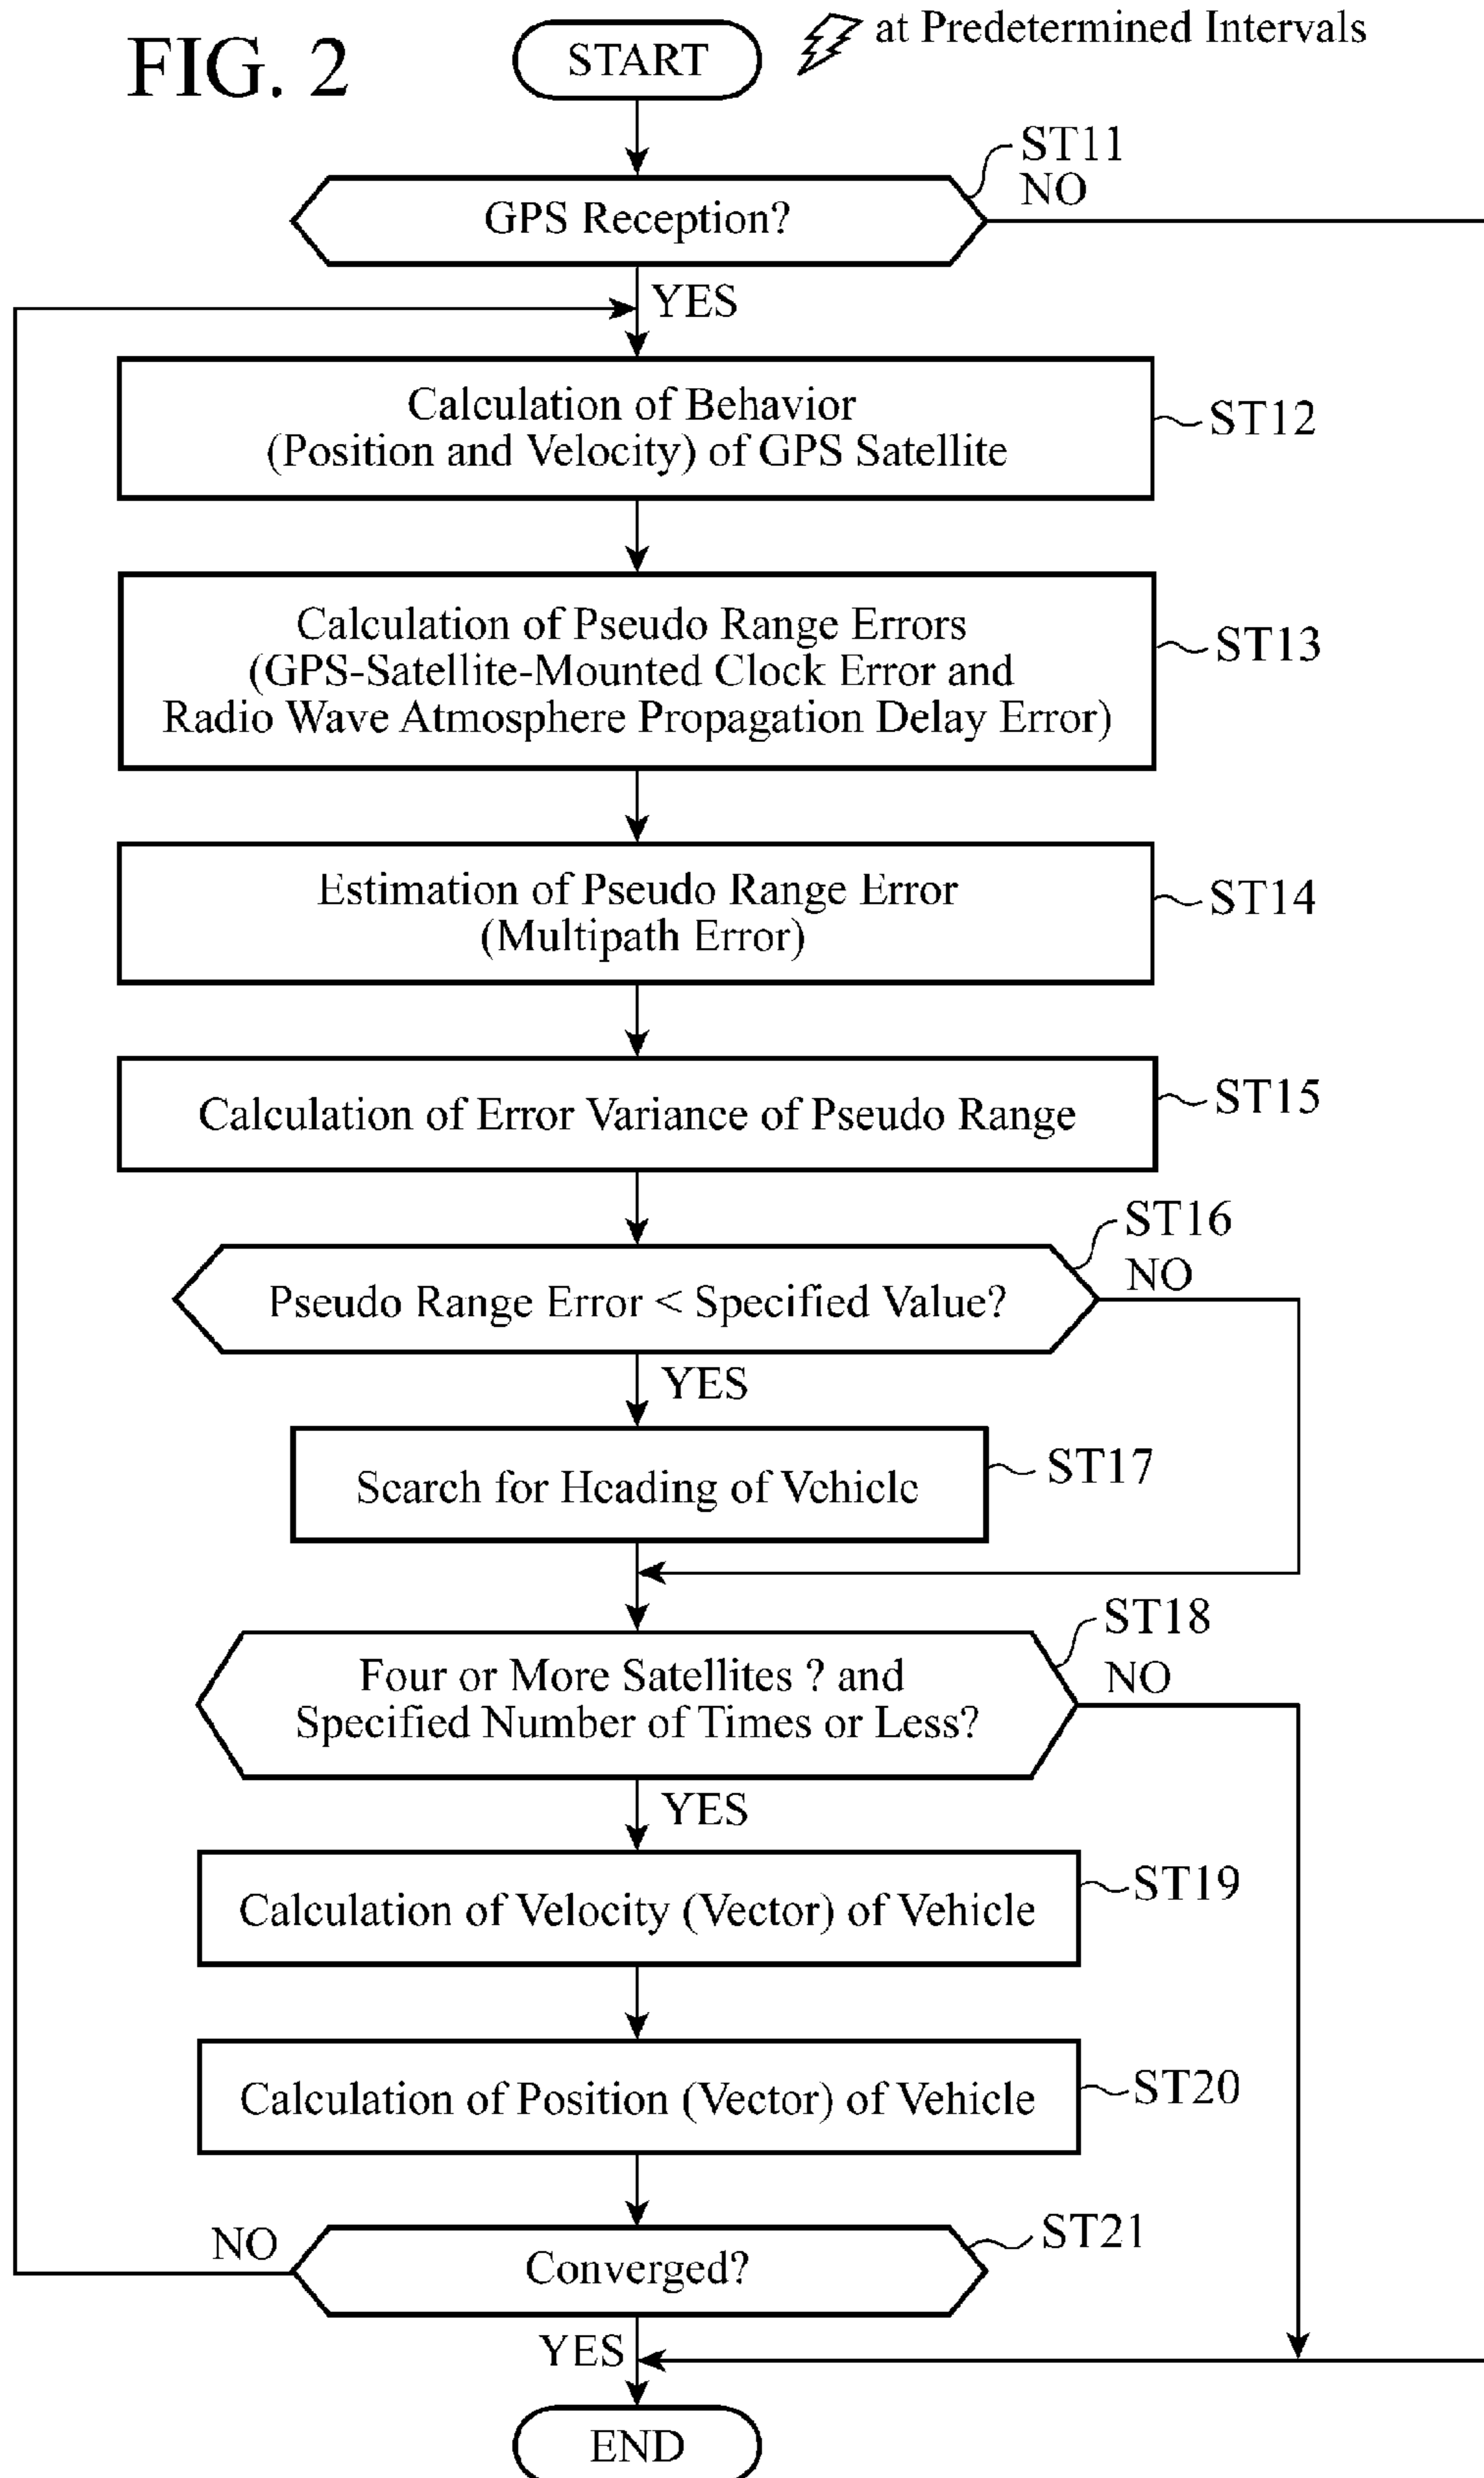 FIG. 2
START
at Predetermined Intervals
ST11
NO
GPS Reception?
YES
Calculation of Behavior
(Position and Velocity) of GPS Satellite
ST12
Calculation of Pseudo Range Errors
(GPS-Satellite-Mounted Clock Error and
Radio Wave Atmosphere Propagation Delay Error)
ST13
Estimation of Pseudo Range Error
(Multipath Error)
ST14
Calculation of Error Variance of Pseudo Range
ST15
ST16
NO
Pseudo Range Error < Specified Value?
YES
Search for Heading of Vehicle
ST17
ST18
NO
Four or More Satellites ? and
Specified Number of Times or Less?
YES
Calculation of Velocity (Vector) of Vehicle
ST19
Calculation of Position (Vector) of Vehicle
ST20
NO
Converged?
ST21
YES
END